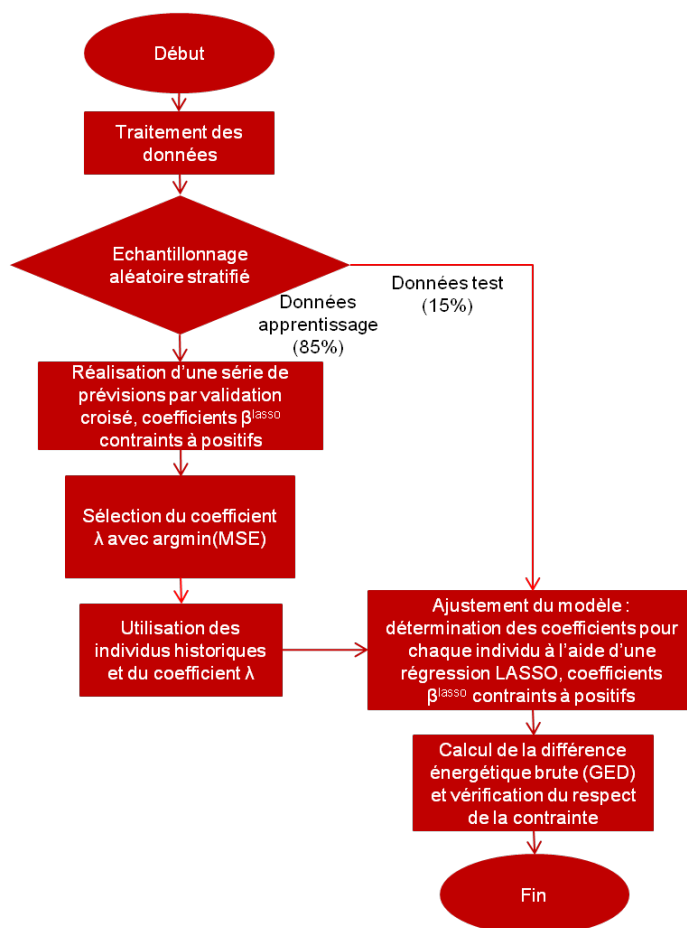 Début
Traitement des
données
Echantillonnage
aléatoire stratifié
Données test
(15%)
Données
apprentissage
(85%)
Réalisation d'une série de
prévisions par validation
croisé, coefficients βlasso
contraints à positifs
Sélection du coefficient
λ avec argmin(MSE)
Utilisation des
individus historiques
et du coefficient λ
Ajustement du modèle :
détermination des coefficients pour
chaque individu à l'aide d'une
régression LASSO, coefficients
βlasso contraints à positifs
Calcul de la différence
énergétique brute (GED)
et vérification du respect
de la contrainte
Fin